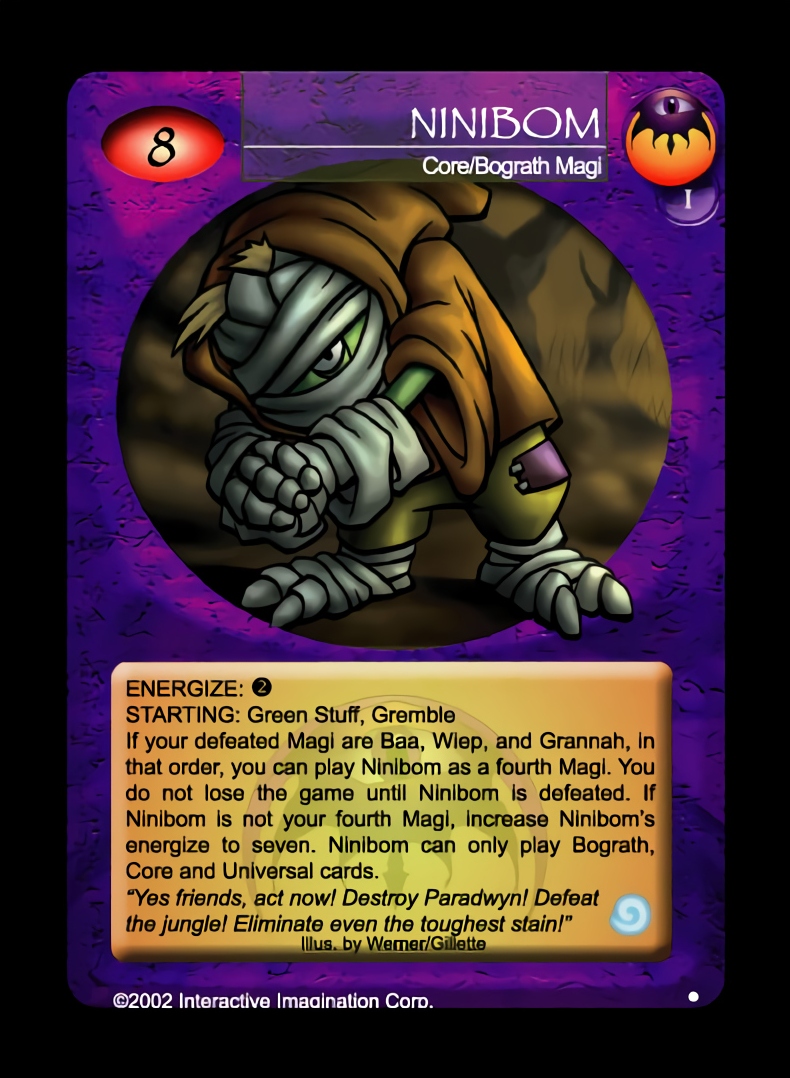 8
NINIBOM
Core/Bograth Magi
I
ENERGIZE: ❷
STARTING: Green Stuff, Gremble
If your defeated Magi are Baa, Wiep, and Grannah, in
that order, you can play Ninibom as a fourth Magi. You
do not lose the game until Ninibom is defeated. If
Ninibom is not your fourth Magi, increase Ninibom’s
energize to seven. Ninibom can only play Bograth,
Core and Universal cards.
“Yes friends, act now! Destroy Paradwyn! Defeat
the jungle! Eliminate even the toughest stain!”
Illus. by Werner/Gillette
©2002 Interactive Imagination Corp.